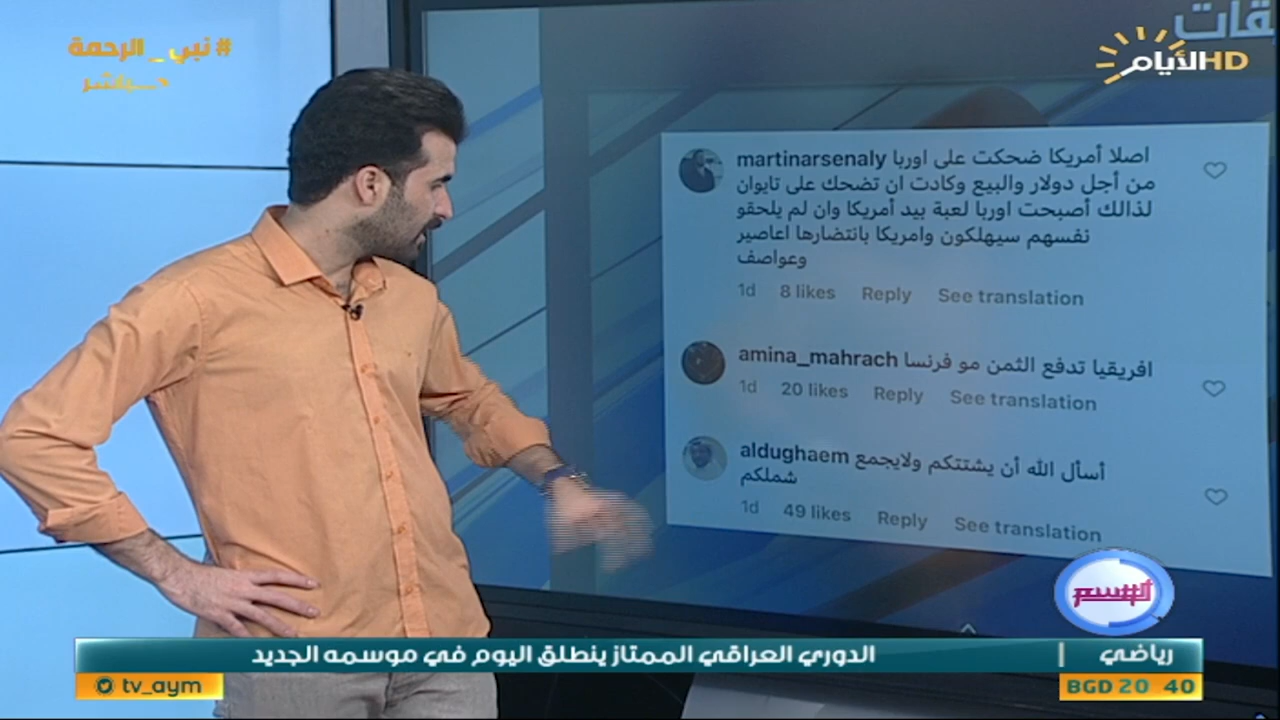 #نبي_الرحمة
مباشر
قات
الأيام HD
martinarsenaly اصلا أمريكا ضحكت على اوربا
من أجل دولار والبيع وكادت ان تضحك على تايوان
لذالك أصبحت اوربا لعبة بيد أمريكا وان لم يلحقو
نفسهم سيهلكون وامريكا بانتضارها اعاصير
وعواصف
1d 8 likes Reply See translation
amina_mahrach افريقيا تدفع الثمن مو فرنسا
1d 20 likes Reply See translation
aldughaem أسأل الله أن يشتتكم ولايجمع
شملكم
1d 49 likes Reply See translation
رياضي | الدوري العراقي الممتاز ينطلق اليوم في موسمه الجديد
tv_aym
BGD 20 40